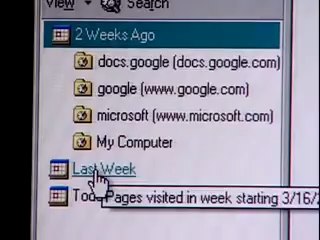 View Search
2 Weeks Ago
docs.google (docs.google.com)
google (www.google.com)
microsoft (www.microsoft.com)
My Computer
Last Week
Pages visited in week starting 3/16/2